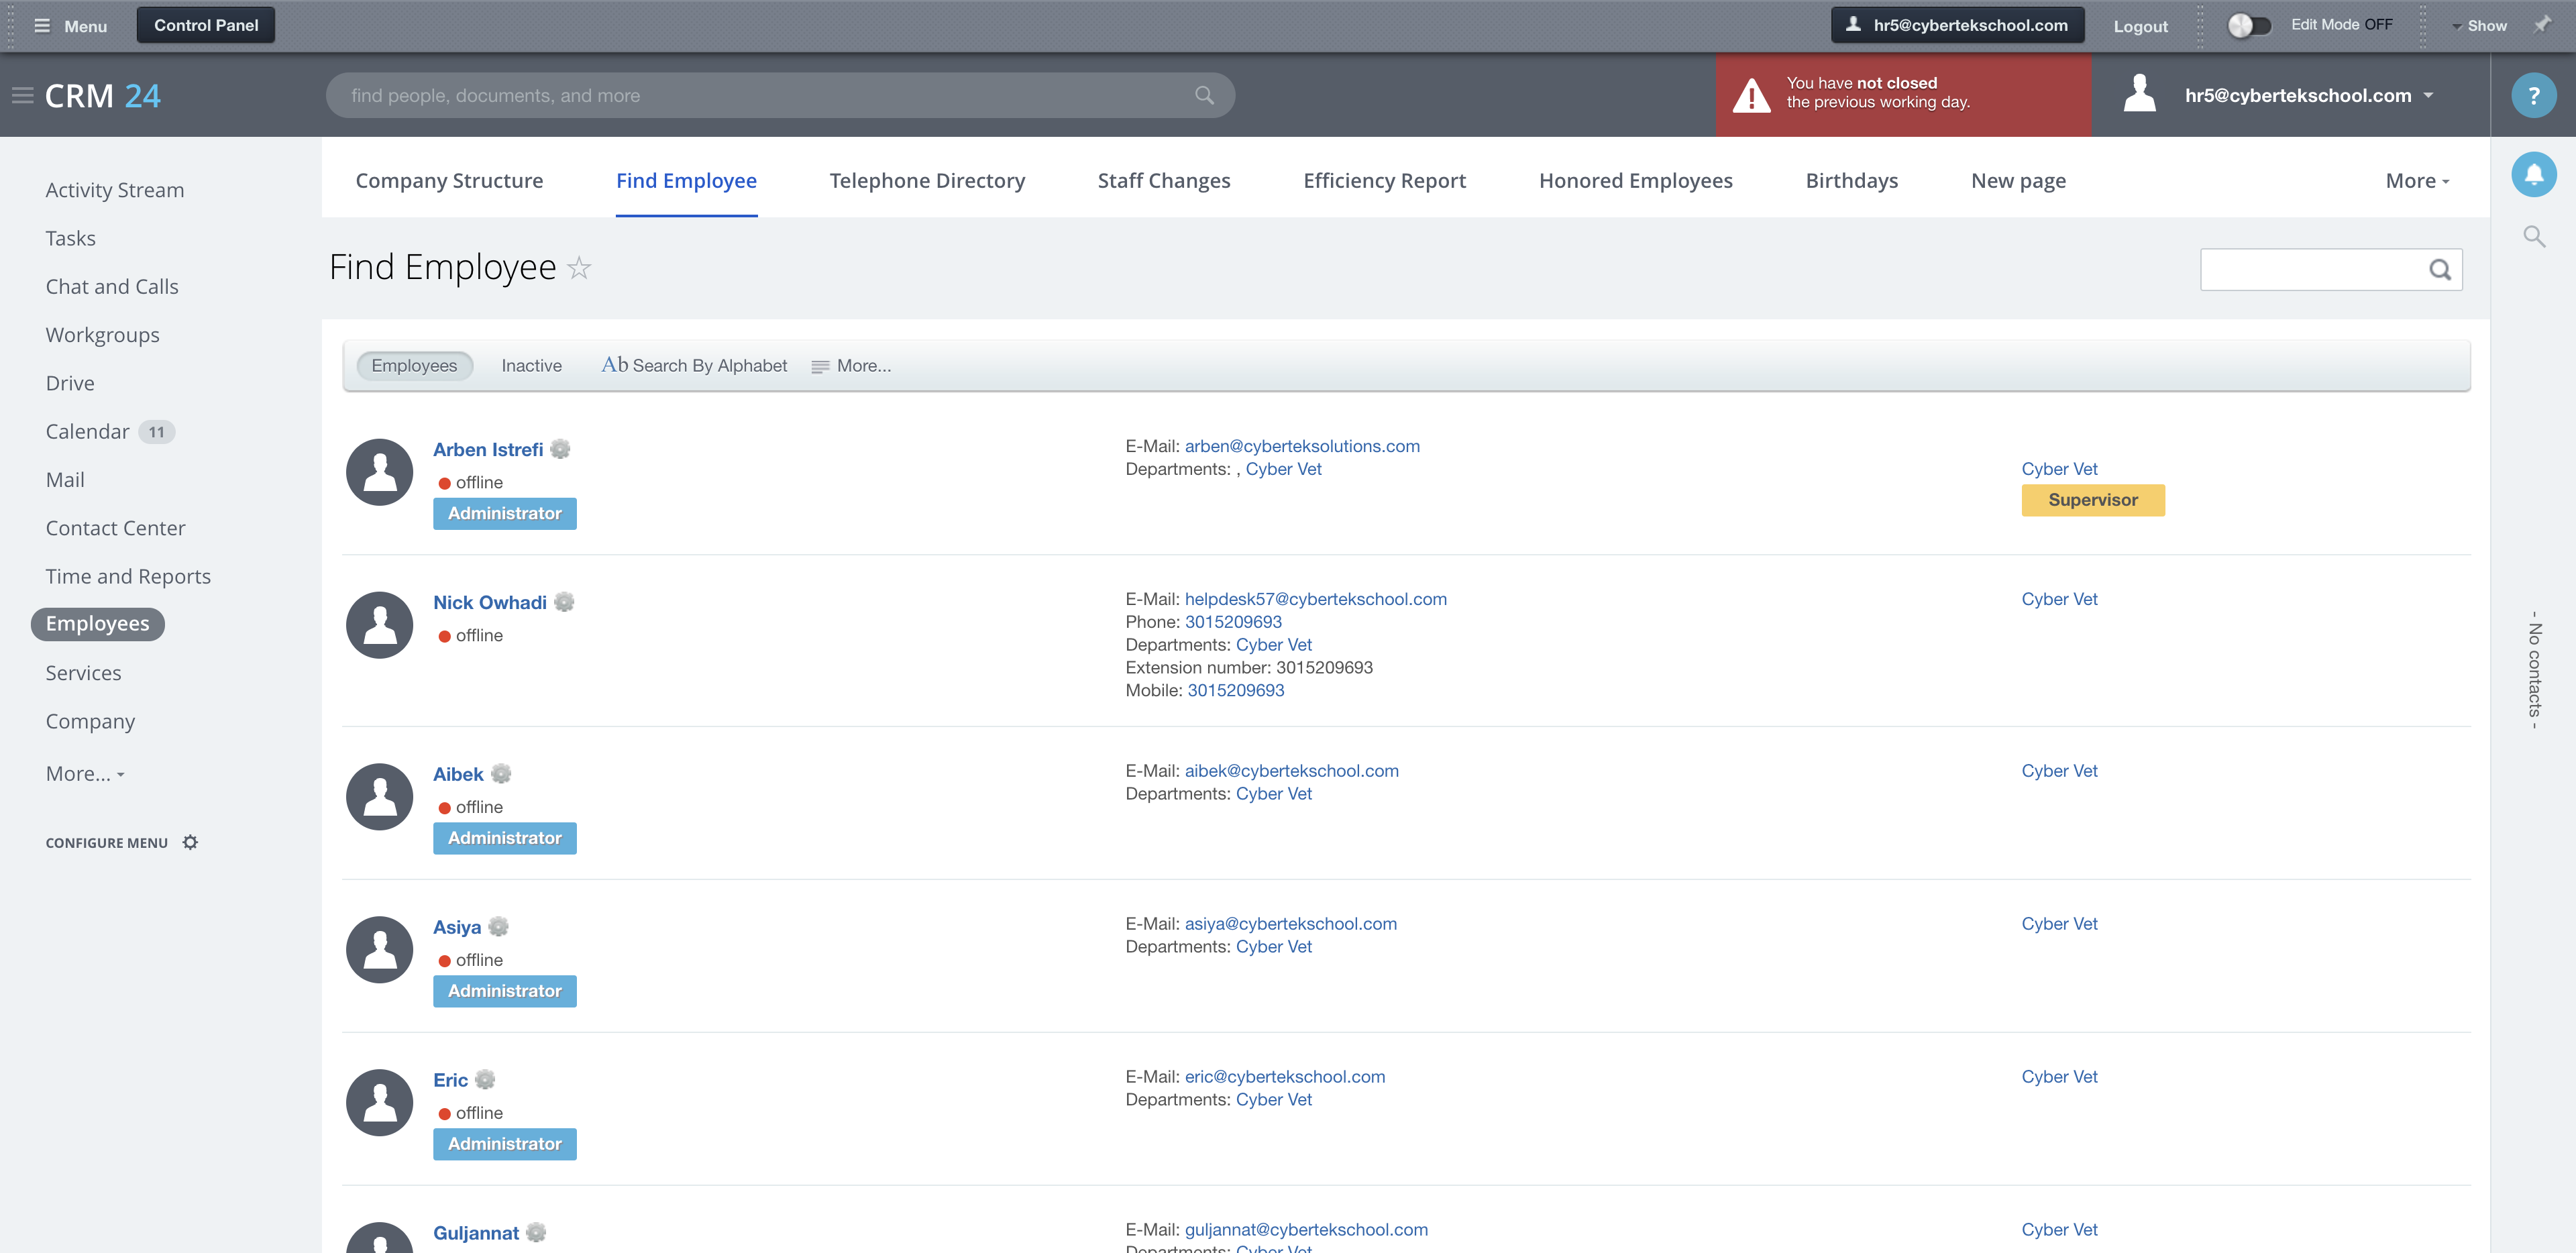 Menu
Control Panel
hr5@cybertekschool.com
Logout
Edit Mode OFF
Show
CRM 24
find people, documents, and more
You have not closed
the previous working day.
hr5@cybertekschool.com
?
Activity Stream
Tasks
Chat and Calls
Workgroups
Drive
Calendar 11
Mail
Contact Center
Time and Reports
Employees
Services
Company
More...
CONFIGURE MENU
Company Structure
Find Employee
Telephone Directory
Staff Changes
Efficiency Report
Honored Employees
Birthdays
New page
More
Find Employee
Employees
Inactive
Ab Search By Alphabet
More...
Arben Istrefi
offline
Administrator
E-Mail: arben@cyberteksolutions.com
Departments: , Cyber Vet
Cyber Vet
Supervisor
Nick Owhadi
offline
E-Mail: helpdesk57@cybertekschool.com
Phone: 3015209693
Departments: Cyber Vet
Extension number: 3015209693
Mobile: 3015209693
Cyber Vet
Aibek
offline
Administrator
E-Mail: aibek@cybertekschool.com
Departments: Cyber Vet
Cyber Vet
Asiya
offline
Administrator
E-Mail: asiya@cybertekschool.com
Departments: Cyber Vet
Cyber Vet
Eric
offline
Administrator
E-Mail: eric@cybertekschool.com
Departments: Cyber Vet
Cyber Vet
Guljannat
E-Mail: guljannat@cybertekschool.com
Departments: Cyber Vet
Cyber Vet
- No contacts -